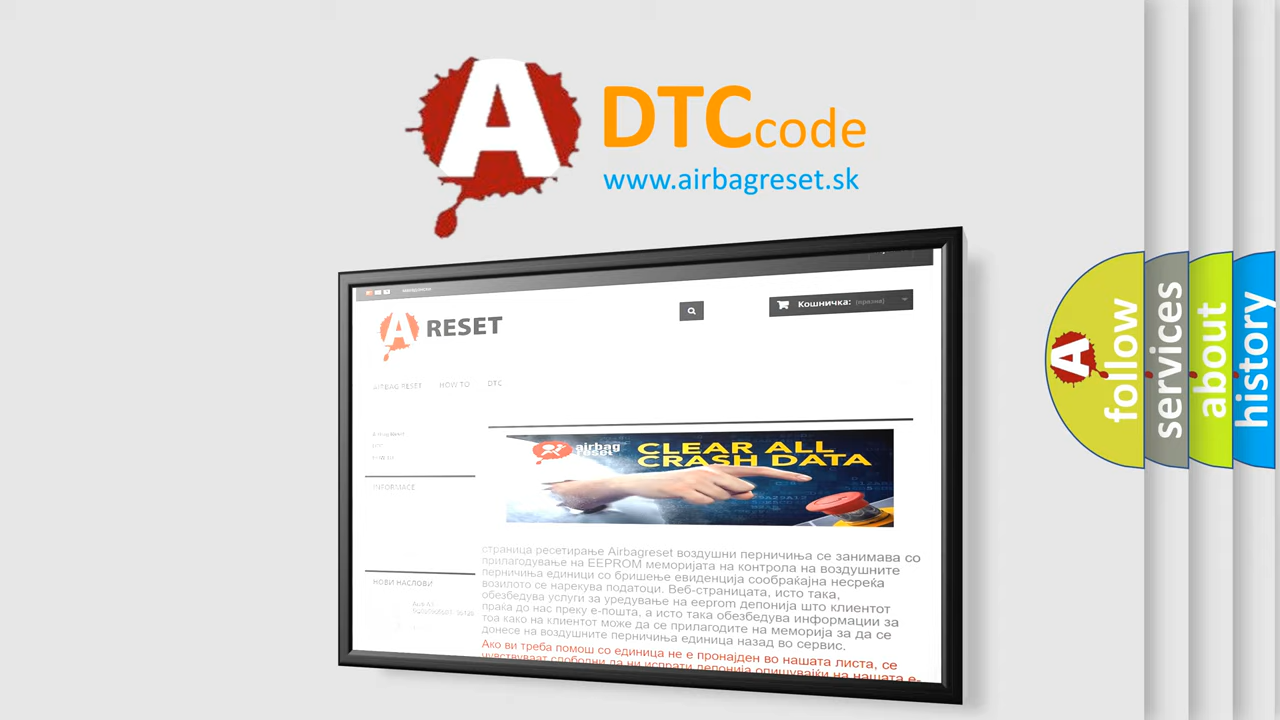 A DTC code
www.airbagreset.sk
Кошничка: (празни)
A RESET
AIRBAG RESET HOW TO DTC
airbag
reset
CLEAR ALL
CRASH DATA
INFORMACE
НОВИ НАСЛОВИ
страница ресетирање Airbagreset воздушни перничиња се занимава со
прилагодување на EEPROM меморијата на контрола на воздушните
перничиња единици со бришење евиденција сообраќајна несреќа
возилото се нарекува податоци. Веб-страницата, исто така,
обезбедува услуги за уредување на eeprom депонија што клиентот
праќа до нас преку е-пошта, а исто така обезбедува информации за
тоа како на клиентот може да се прилагодите на меморија за да се
донесе на воздушните перничиња единица назад во сервис.
Ако ви треба помош со единица не е пронајден во нашата листа, се
чувствуваат слободни да ни испрати депонија опишувајќи на нашата е-
A follow
services
about
history